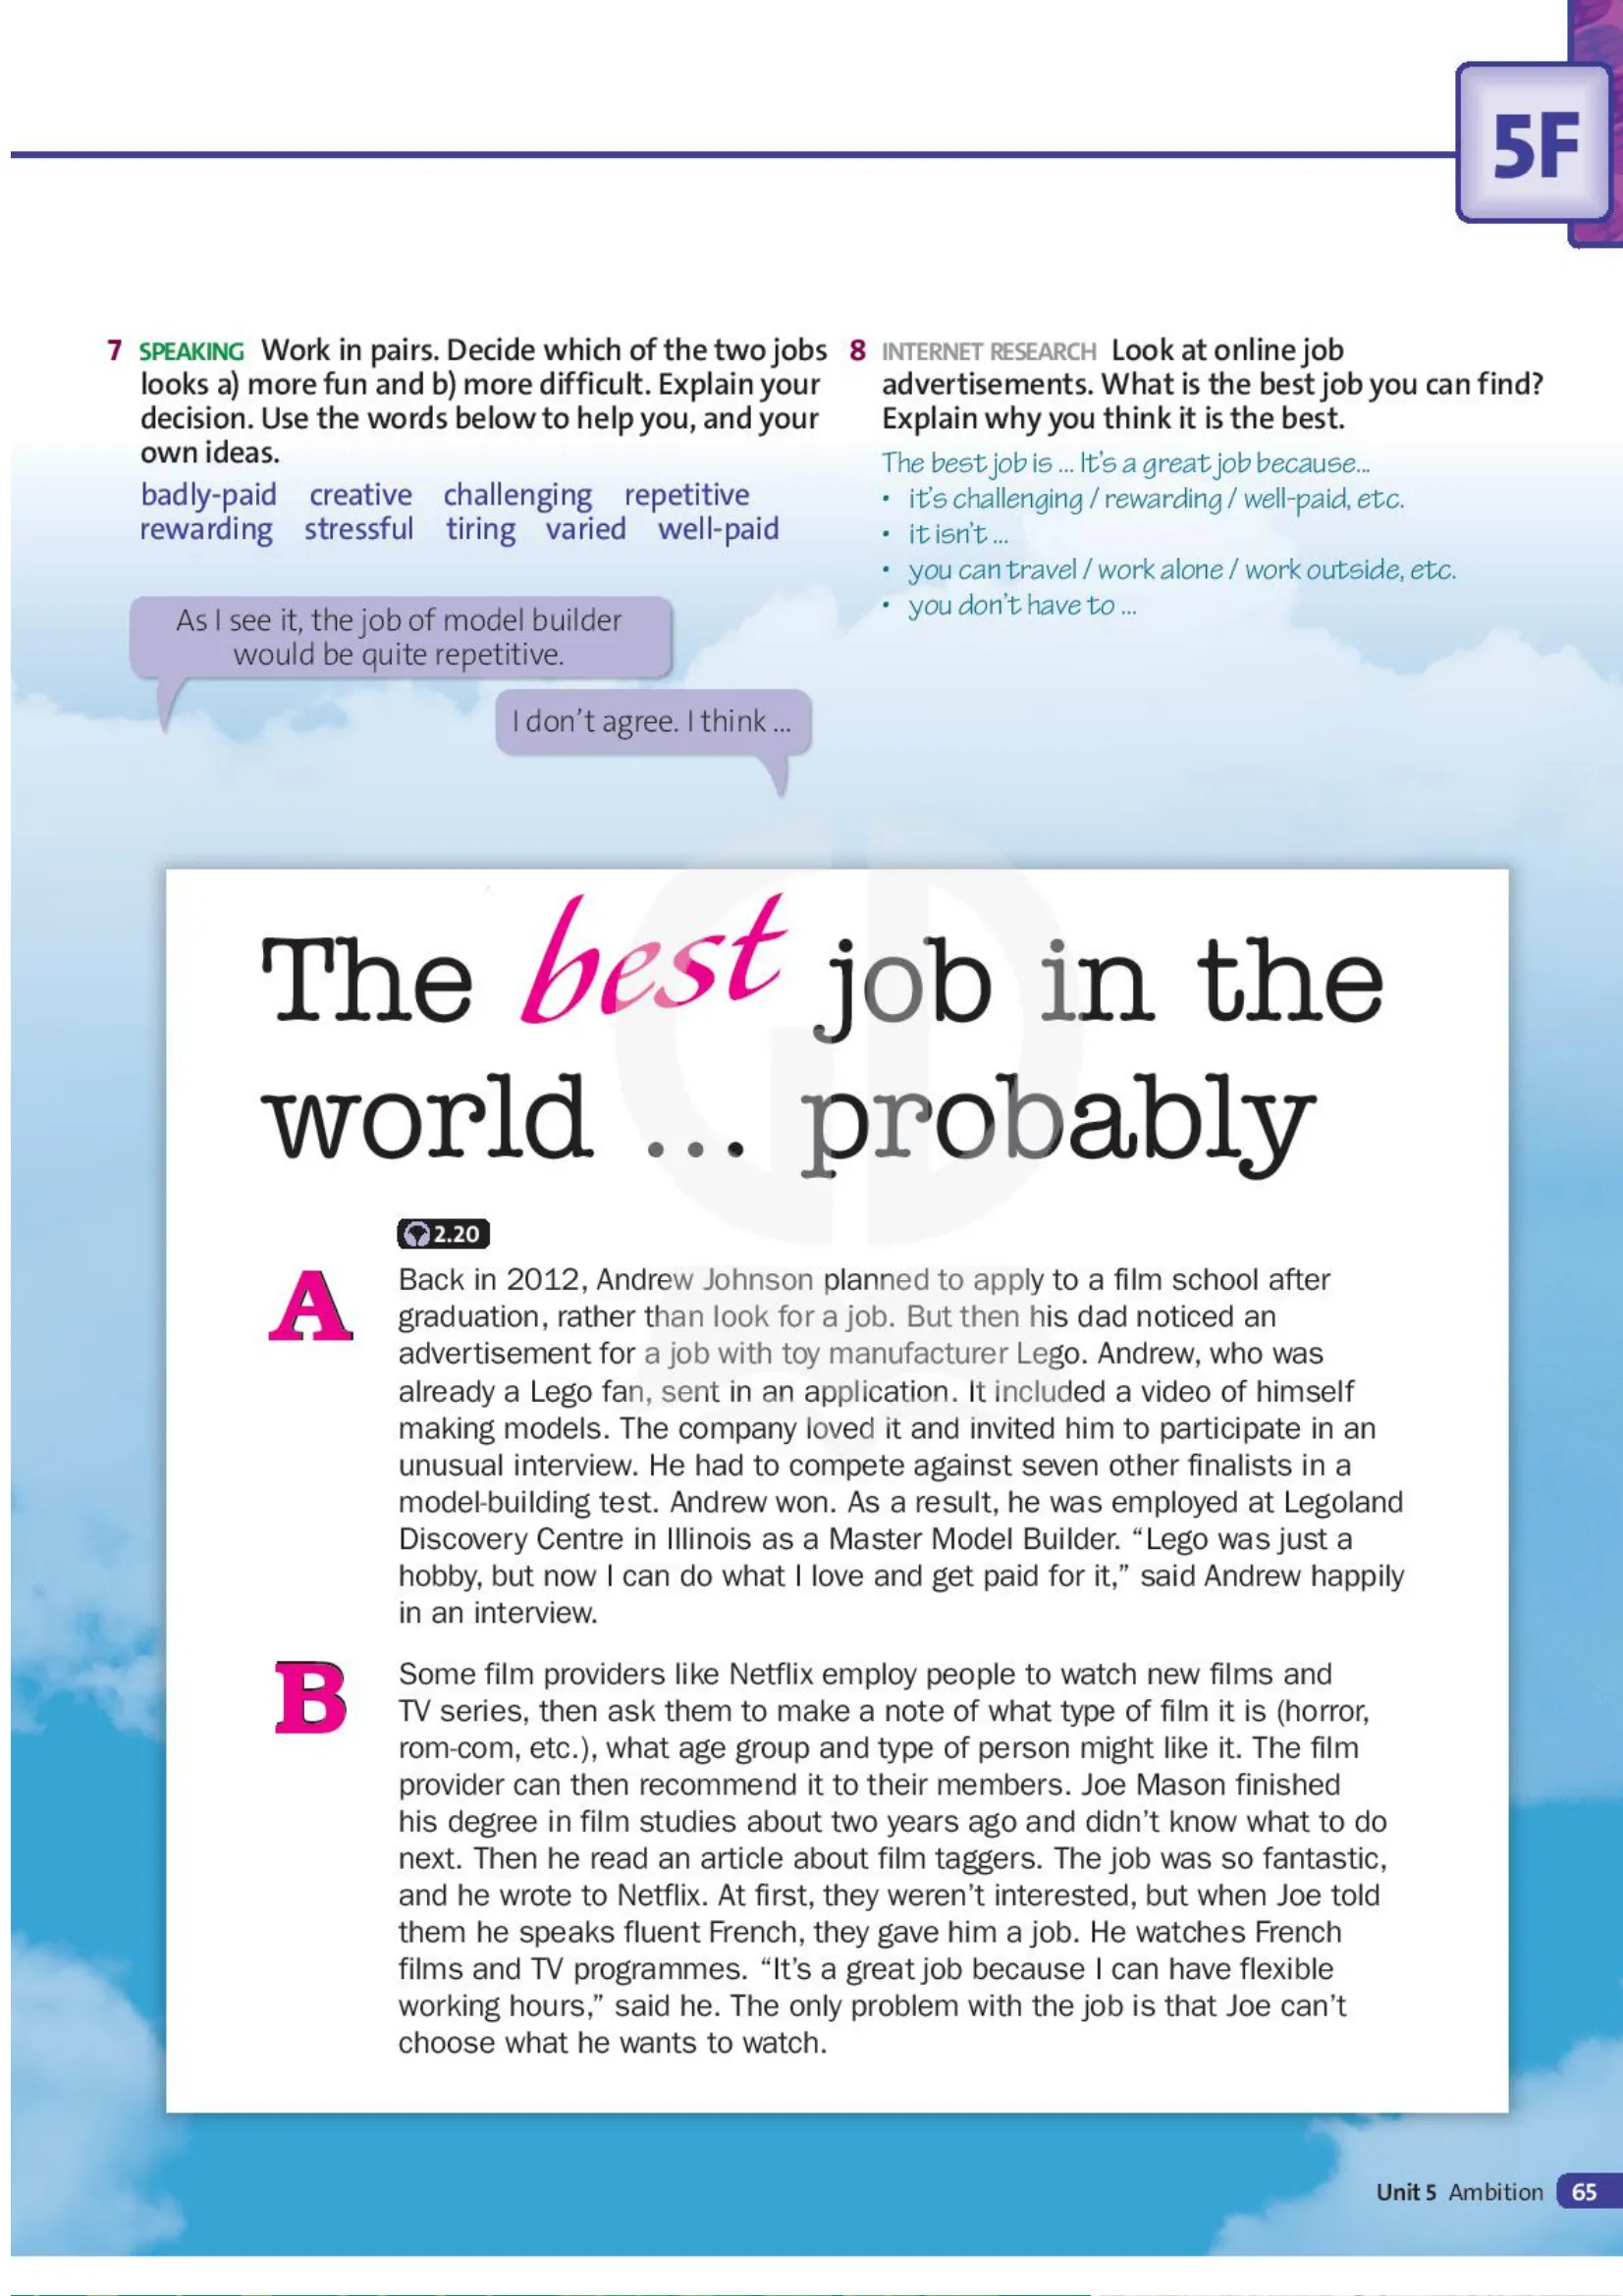 5F
7 SPEAKING Work in pairs. Decide which of the two jobs
looks a) more fun and b) more difficult. Explain your
decision. Use the words below to help you, and your
own ideas.
badly-paid creative challenging repetitive
rewarding stressful tiring varied well-paid
As I see it, the job of model builder
would be quite repetitive.
I don't agree. I think ...
8 INTERNET RESEARCH Look at online job
advertisements. What is the best job you can find?
Explain why you think it is the best.
The best job is ... It's a great job because...
• it's challenging / rewarding / well-paid, etc.
• it isn't ...
• you can travel / work alone / work outside, etc.
• you don't have to ...
The best job in the
world ... probably
2.20
A
Back in 2012, Andrew Johnson planned to apply to a film school after
graduation, rather than look for a job. But then his dad noticed an
advertisement for a job with toy manufacturer Lego. Andrew, who was
already a Lego fan, sent in an application. It included a video of himself
making models. The company loved it and invited him to participate in an
unusual interview. He had to compete against seven other finalists in a
model-building test. Andrew won. As a result, he was employed at Legoland
Discovery Centre in Illinois as a Master Model Builder. “Lego was just a
hobby, but now I can do what I love and get paid for it,” said Andrew happily
in an interview.
B
Some film providers like Netflix employ people to watch new films and
TV series, then ask them to make a note of what type of film it is (horror,
rom-com, etc.), what age group and type of person might like it. The film
provider can then recommend it to their members. Joe Mason finished
his degree in film studies about two years ago and didn't know what to do
next. Then he read an article about film taggers. The job was so fantastic,
and he wrote to Netflix. At first, they weren't interested, but when Joe told
them he speaks fluent French, they gave him a job. He watches French
films and TV programmes. “It's a great job because I can have flexible
working hours,” said he. The only problem with the job is that Joe can't
choose what he wants to watch.
Unit 5 Ambition 65